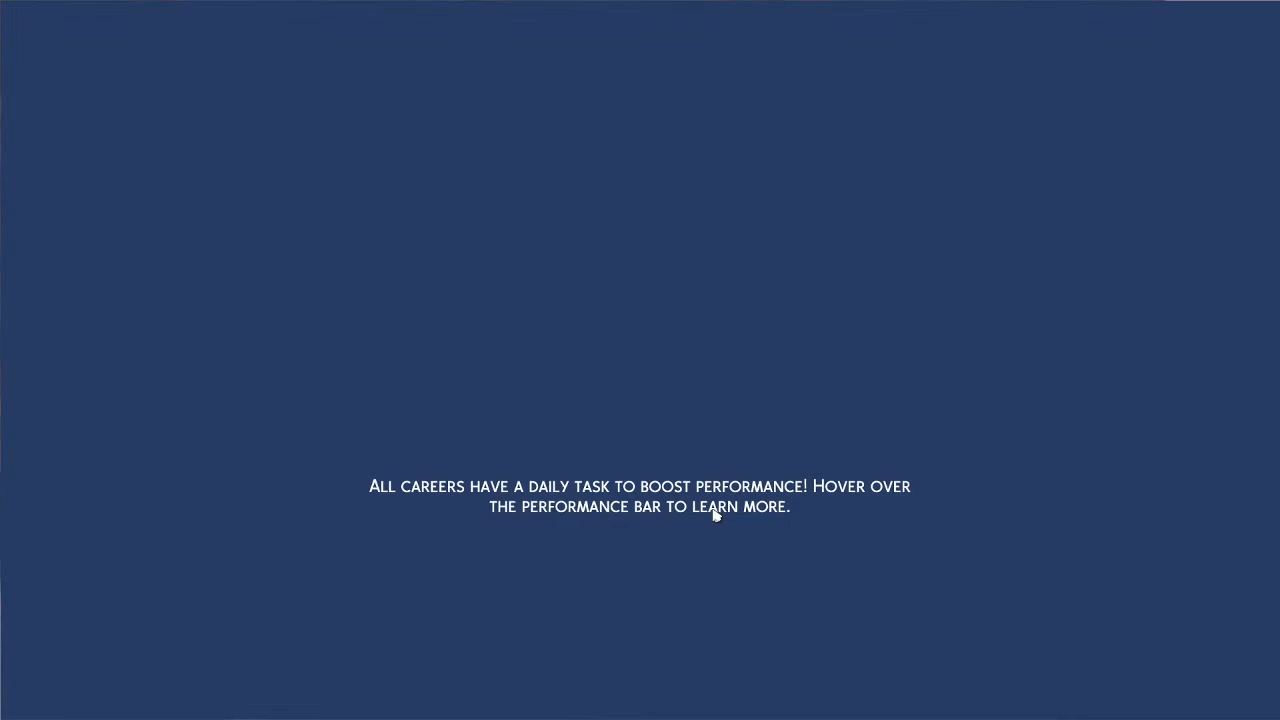 All careers have a daily task to boost performance! Hover over
the performance bar to learn more.